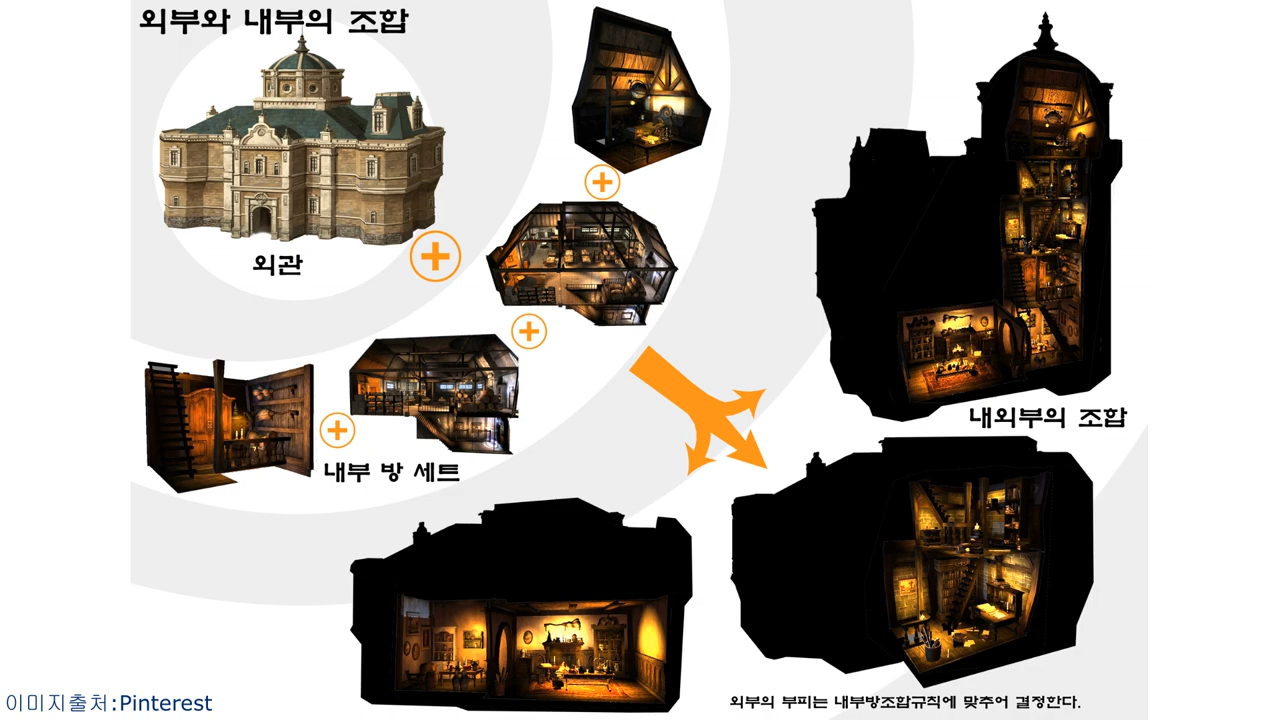 외부와 내부의 조합
외관
내부 방 세트
내외부의 조합
외부의 부피는 내부방조합규칙에 맞추어 결정한다.
이미지출처:Pinterest